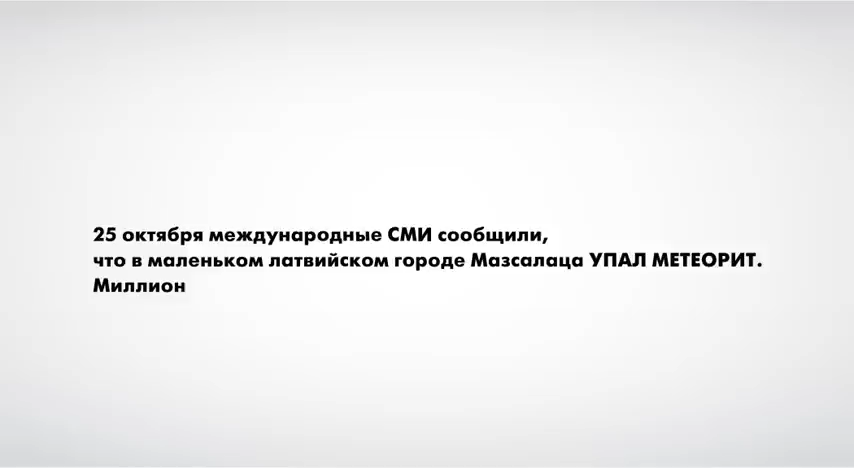 25 октября международные СМИ сообщили,
что в маленьком латвийском городе Мазсалаца УПАЛ МЕТЕОРИТ.
Миллион